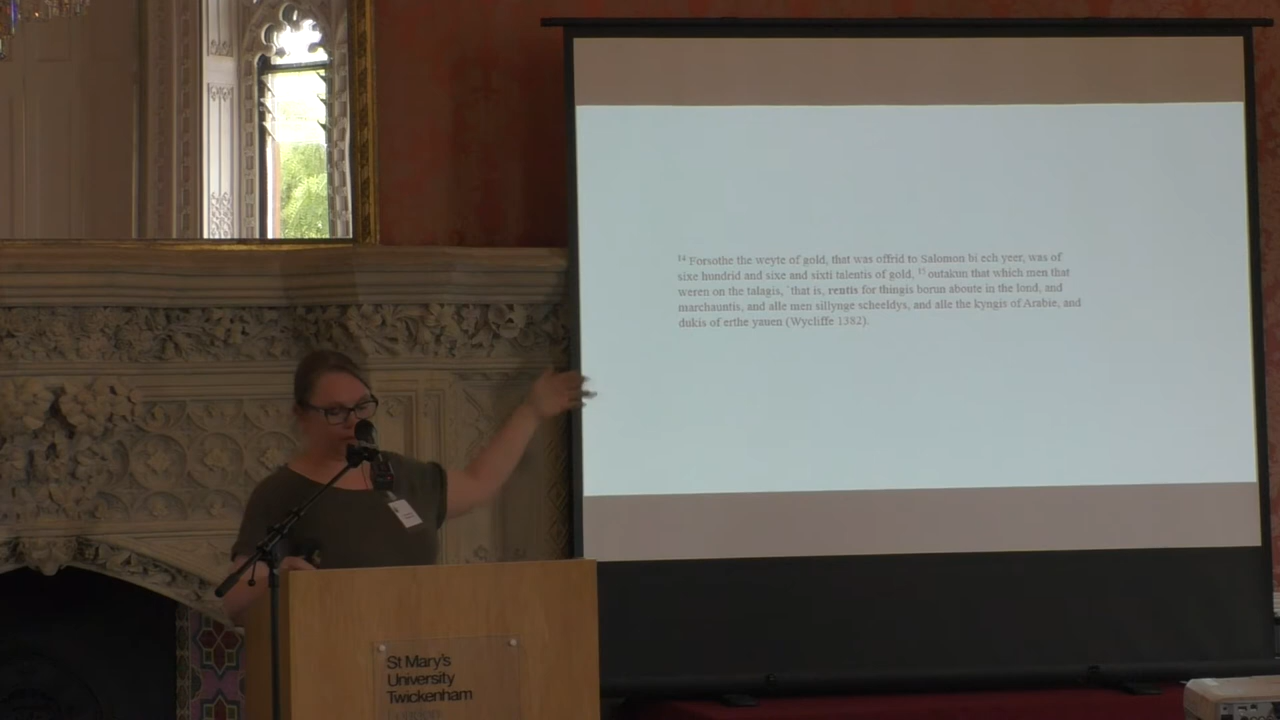 14 Forsothe the weyte of gold, that was offrid to Salomon bi ech yeer, was of
sixe hundrid and sixe and sixti talentis of gold, 15 outakun that which men that
weren on the talagis, `that is, rentis for thingis borun aboute in the lond, and
marchauntis, and alle men sillynge scheeldys, and alle the kyngis of Arabie, and
dukis of erthe yauen (Wycliffe 1382).
St Mary's
University
Twickenham
London